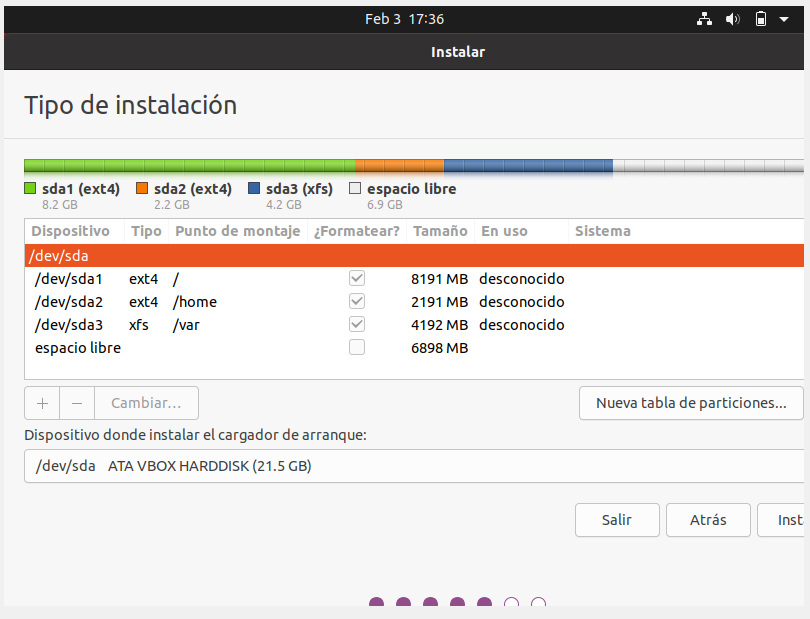 Feb 3 17:36
Instalar
Tipo de instalación
sda1 (ext4) sda2 (ext4) sda3 (xfs) espacio libre
8.2 GB 2.2 GB 4.2 GB 6.9 GB
Dispositivo Tipo Punto de montaje ¿Formatear? Tamaño En uso Sistema
/dev/sda
/dev/sda1 ext4 / 8191 MB desconocido
/dev/sda2 ext4 /home 2191 MB desconocido
/dev/sda3 xfs /var 4192 MB desconocido
espacio libre 6898 MB
+ − Cambiar... Nueva tabla de particiones...
Dispositivo donde instalar el cargador de arranque:
/dev/sda ATA VBOX HARDDISK (21.5 GB)
Salir Atrás Inst